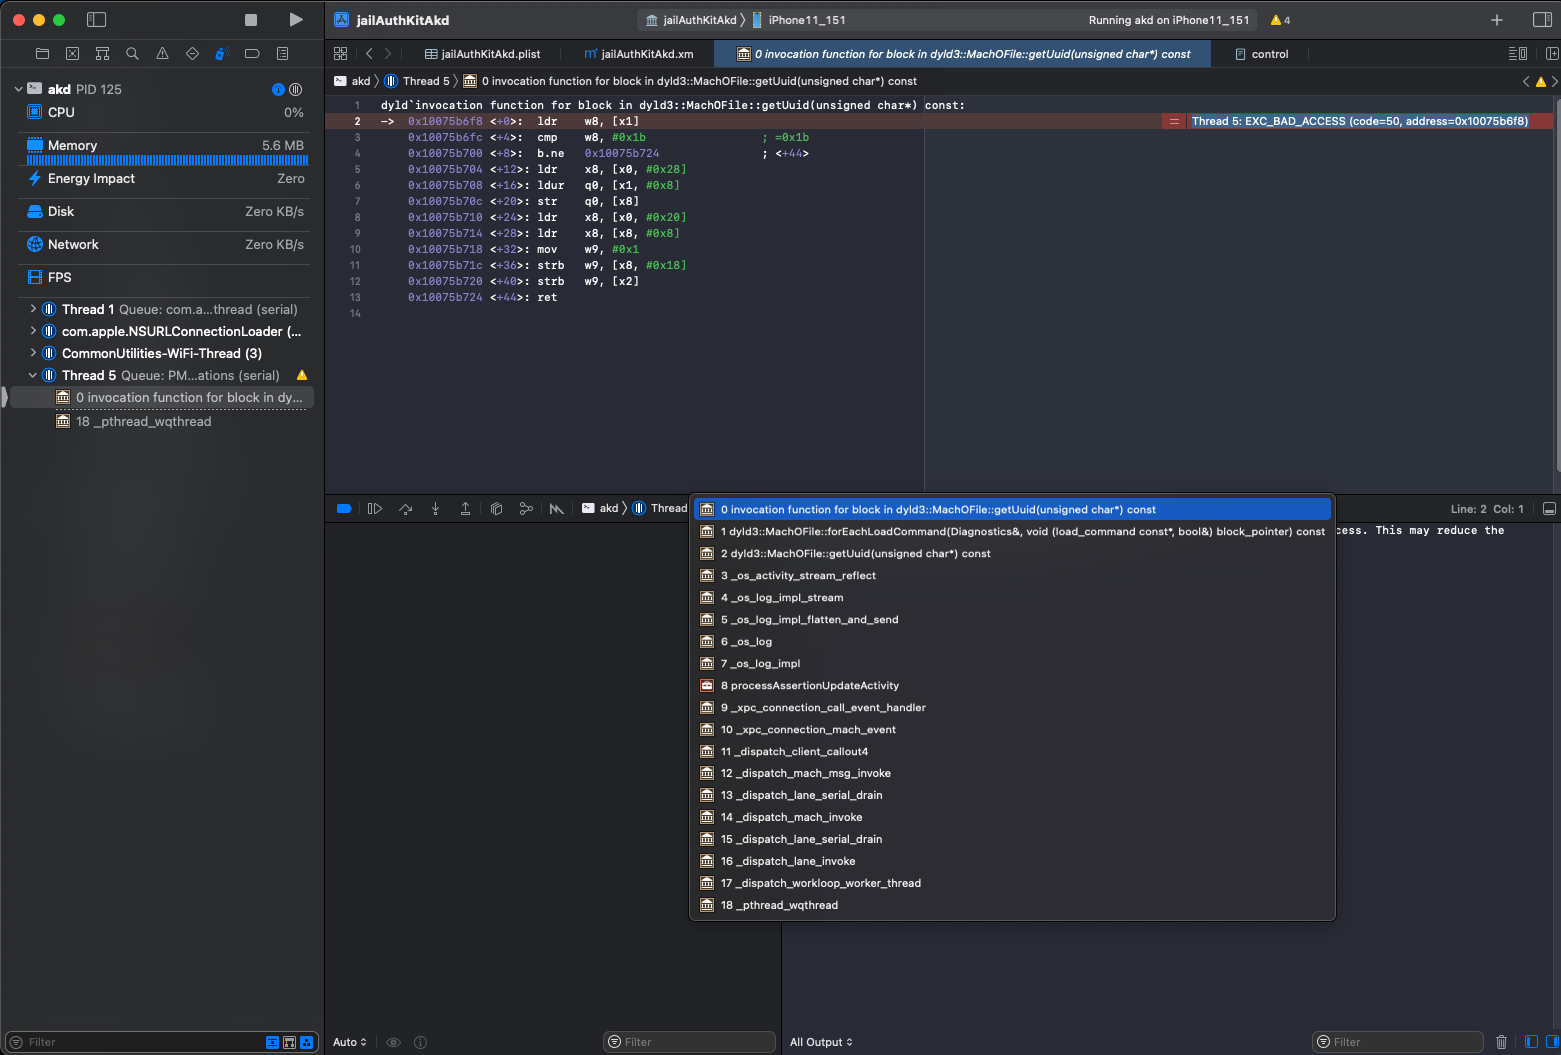 jailAuthKitAkd
jailAuthKitAkd
iPhone11_151
Running akd on iPhone11_151
4
jailAuthKitAkd.plist
jailAuthKitAkd.xm
0 invocation function for block in dyld3::MachOFile::getUuid(unsigned char*) const
control
akd
Thread 5
0 invocation function for block in dyld3::MachOFile::getUuid(unsigned char*) const
akd PID 125
CPU 0%
Memory 5.6 MB
Energy Impact Zero
Disk Zero KB/s
Network Zero KB/s
FPS
Thread 1 Queue: com.a...thread (serial)
com.apple.NSURLConnectionLoader (...
CommonUtilities-WiFi-Thread (3)
Thread 5 Queue: PM...ations (serial)
0 invocation function for block in dy...
18 _pthread_wqthread
1 dyld`invocation function for block in dyld3::MachOFile::getUuid(unsigned char*) const:
2 -> 0x10075b6f8 <+0>: ldr w8, [x1]
Thread 5: EXC_BAD_ACCESS (code=50, address=0x10075b6f8)
3 0x10075b6fc <+4>: cmp w8, #0x1b ; =0x1b
4 0x10075b700 <+8>: b.ne 0x10075b724 ; <+44>
5 0x10075b704 <+12>: ldr x8, [x0, #0x28]
6 0x10075b708 <+16>: ldur q0, [x1, #0x8]
7 0x10075b70c <+20>: str q0, [x8]
8 0x10075b710 <+24>: ldr x8, [x0, #0x20]
9 0x10075b714 <+28>: ldr x8, [x8, #0x8]
10 0x10075b718 <+32>: mov w9, #0x1
11 0x10075b71c <+36>: strb w9, [x8, #0x18]
12 0x10075b720 <+40>: strb w9, [x2]
13 0x10075b724 <+44>: ret
14
akd
Thread
Line: 2 Col: 1
cess. This may reduce the
0 invocation function for block in dyld3::MachOFile::getUuid(unsigned char*) const
1 dyld3::MachOFile::forEachLoadCommand(Diagnostics&, void (load_command const*, bool&) block_pointer) const
2 dyld3::MachOFile::getUuid(unsigned char*) const
3 _os_activity_stream_reflect
4 _os_log_impl_stream
5 _os_log_impl_flatten_and_send
6 _os_log
7 _os_log_impl
8 processAssertionUpdateActivity
9 _xpc_connection_call_event_handler
10 _xpc_connection_mach_event
11 _dispatch_client_callout4
12 _dispatch_mach_msg_invoke
13 _dispatch_lane_serial_drain
14 _dispatch_mach_invoke
15 _dispatch_lane_serial_drain
16 _dispatch_lane_invoke
17 _dispatch_workloop_worker_thread
18 _pthread_wqthread
Filter
Auto
Filter
All Output
Filter